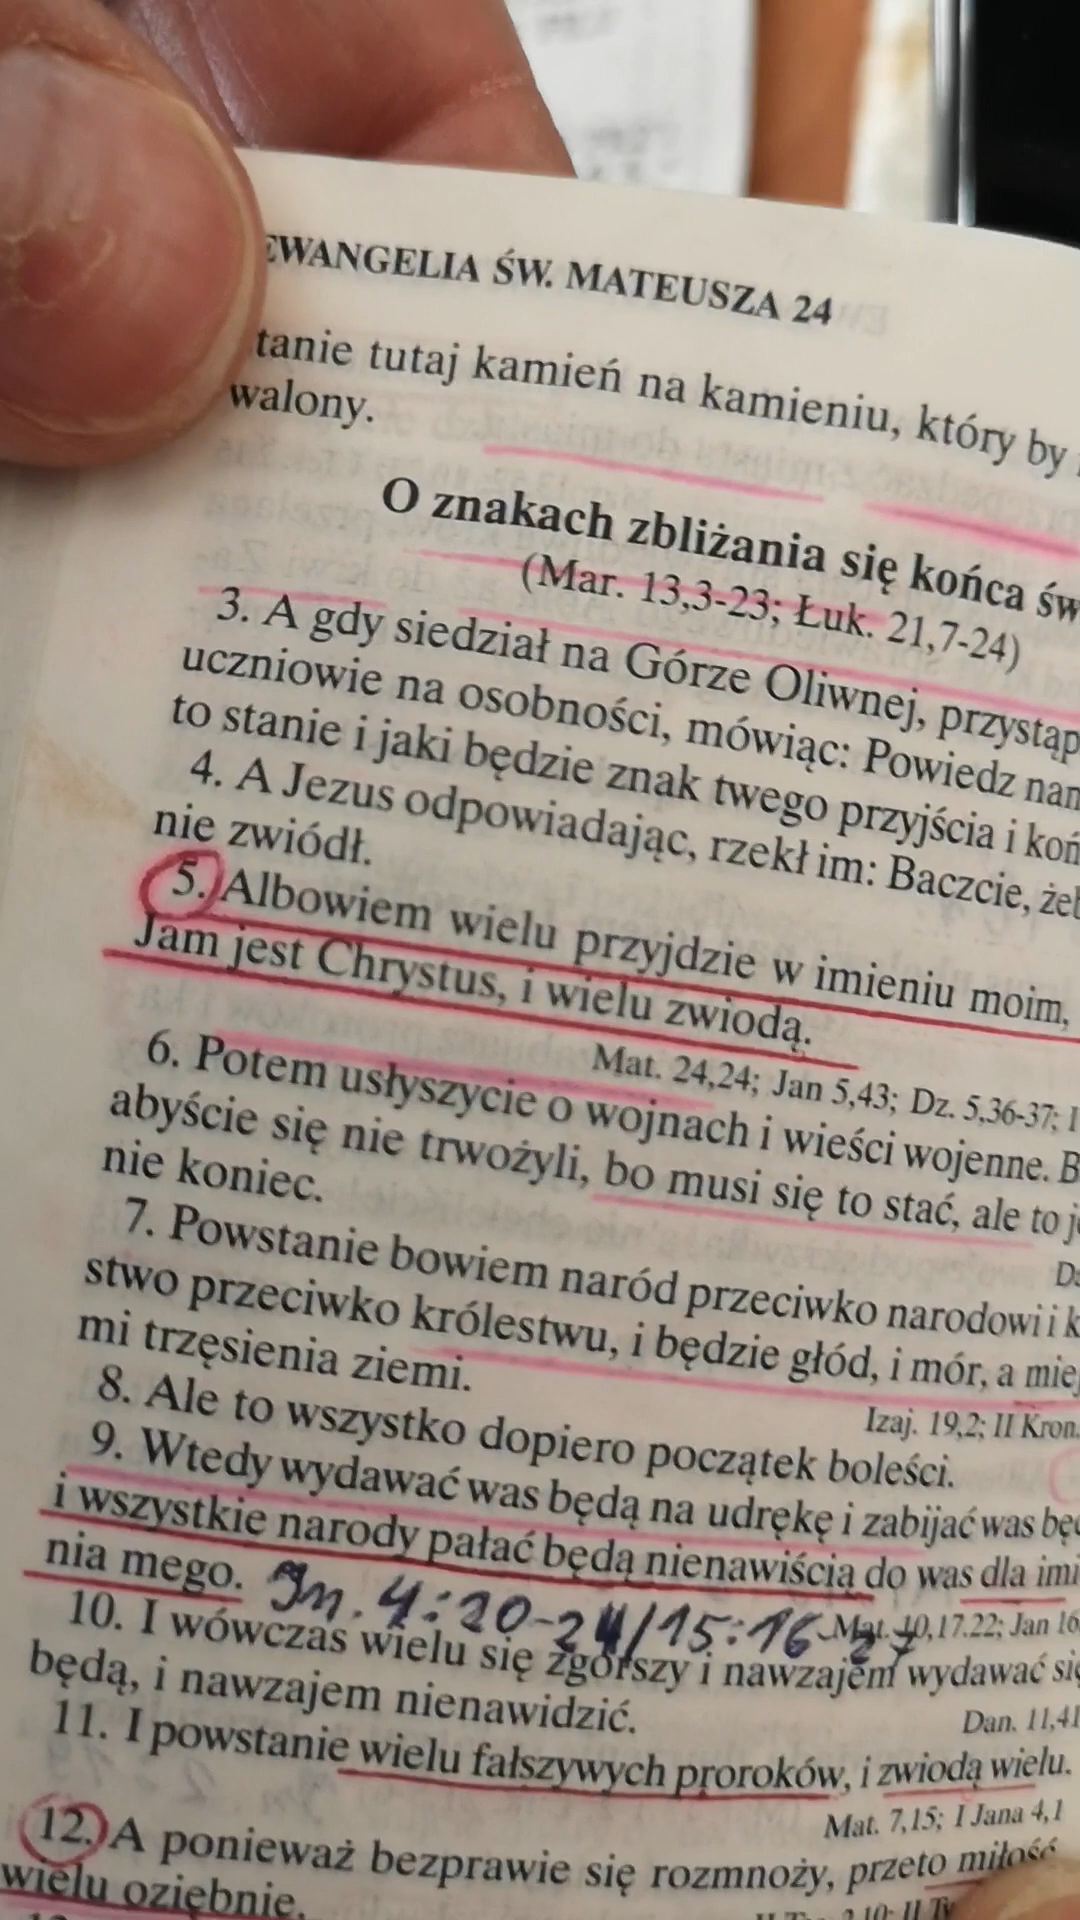 EWANGELIA ŚW. MATEUSZA 24
tanie tutaj kamień na kamieniu, który by
walony.
O znakach zbliżania się końca św
(Mar. 13,3-23; Łuk. 21,7-24)
3. A gdy siedział na Górze Oliwnej, przystąp
uczniowie na osobności, mówiąc: Powiedz nam
to stanie i jaki będzie znak twego przyjścia i koń
4. A Jezus odpowiadając, rzekł im: Baczcie, żeb
nie zwiódł.
5. Albowiem wielu przyjdzie w imieniu moim,
Jam jest Chrystus, i wielu zwiodą.
Mat. 24,24; Jan 5,43; Dz. 5,36-37; I
6. Potem usłyszycie o wojnach i wieści wojenne. B
abyście się nie trwożyli, bo musi się to stać, ale to je
nie koniec.
7. Powstanie bowiem naród przeciwko narodowi i k
stwo przeciwko królestwu, i będzie głód, i mór, a miej
mi trzęsienia ziemi.
Izaj. 19,2; II Kron.
8. Ale to wszystko dopiero początek boleści.
9. Wtedy wydawać was będą na udrękę i zabijać was będ
i wszystkie narody pałać będą nienawiścią do was dla imi
nia mego. Jn. 4:20-24/15:16-27
Mat. 10,17.22; Jan 16
10. I wówczas wielu się zgorszy i nawzajem wydawać się
będą, i nawzajem nienawidzić.
Dan. 11,41
11. I powstanie wielu fałszywych proroków, i zwiodą wielu.
Mat. 7,15; I Jana 4,1
12. A ponieważ bezprawie się rozmnoży, przeto miłość
wielu oziębnie.